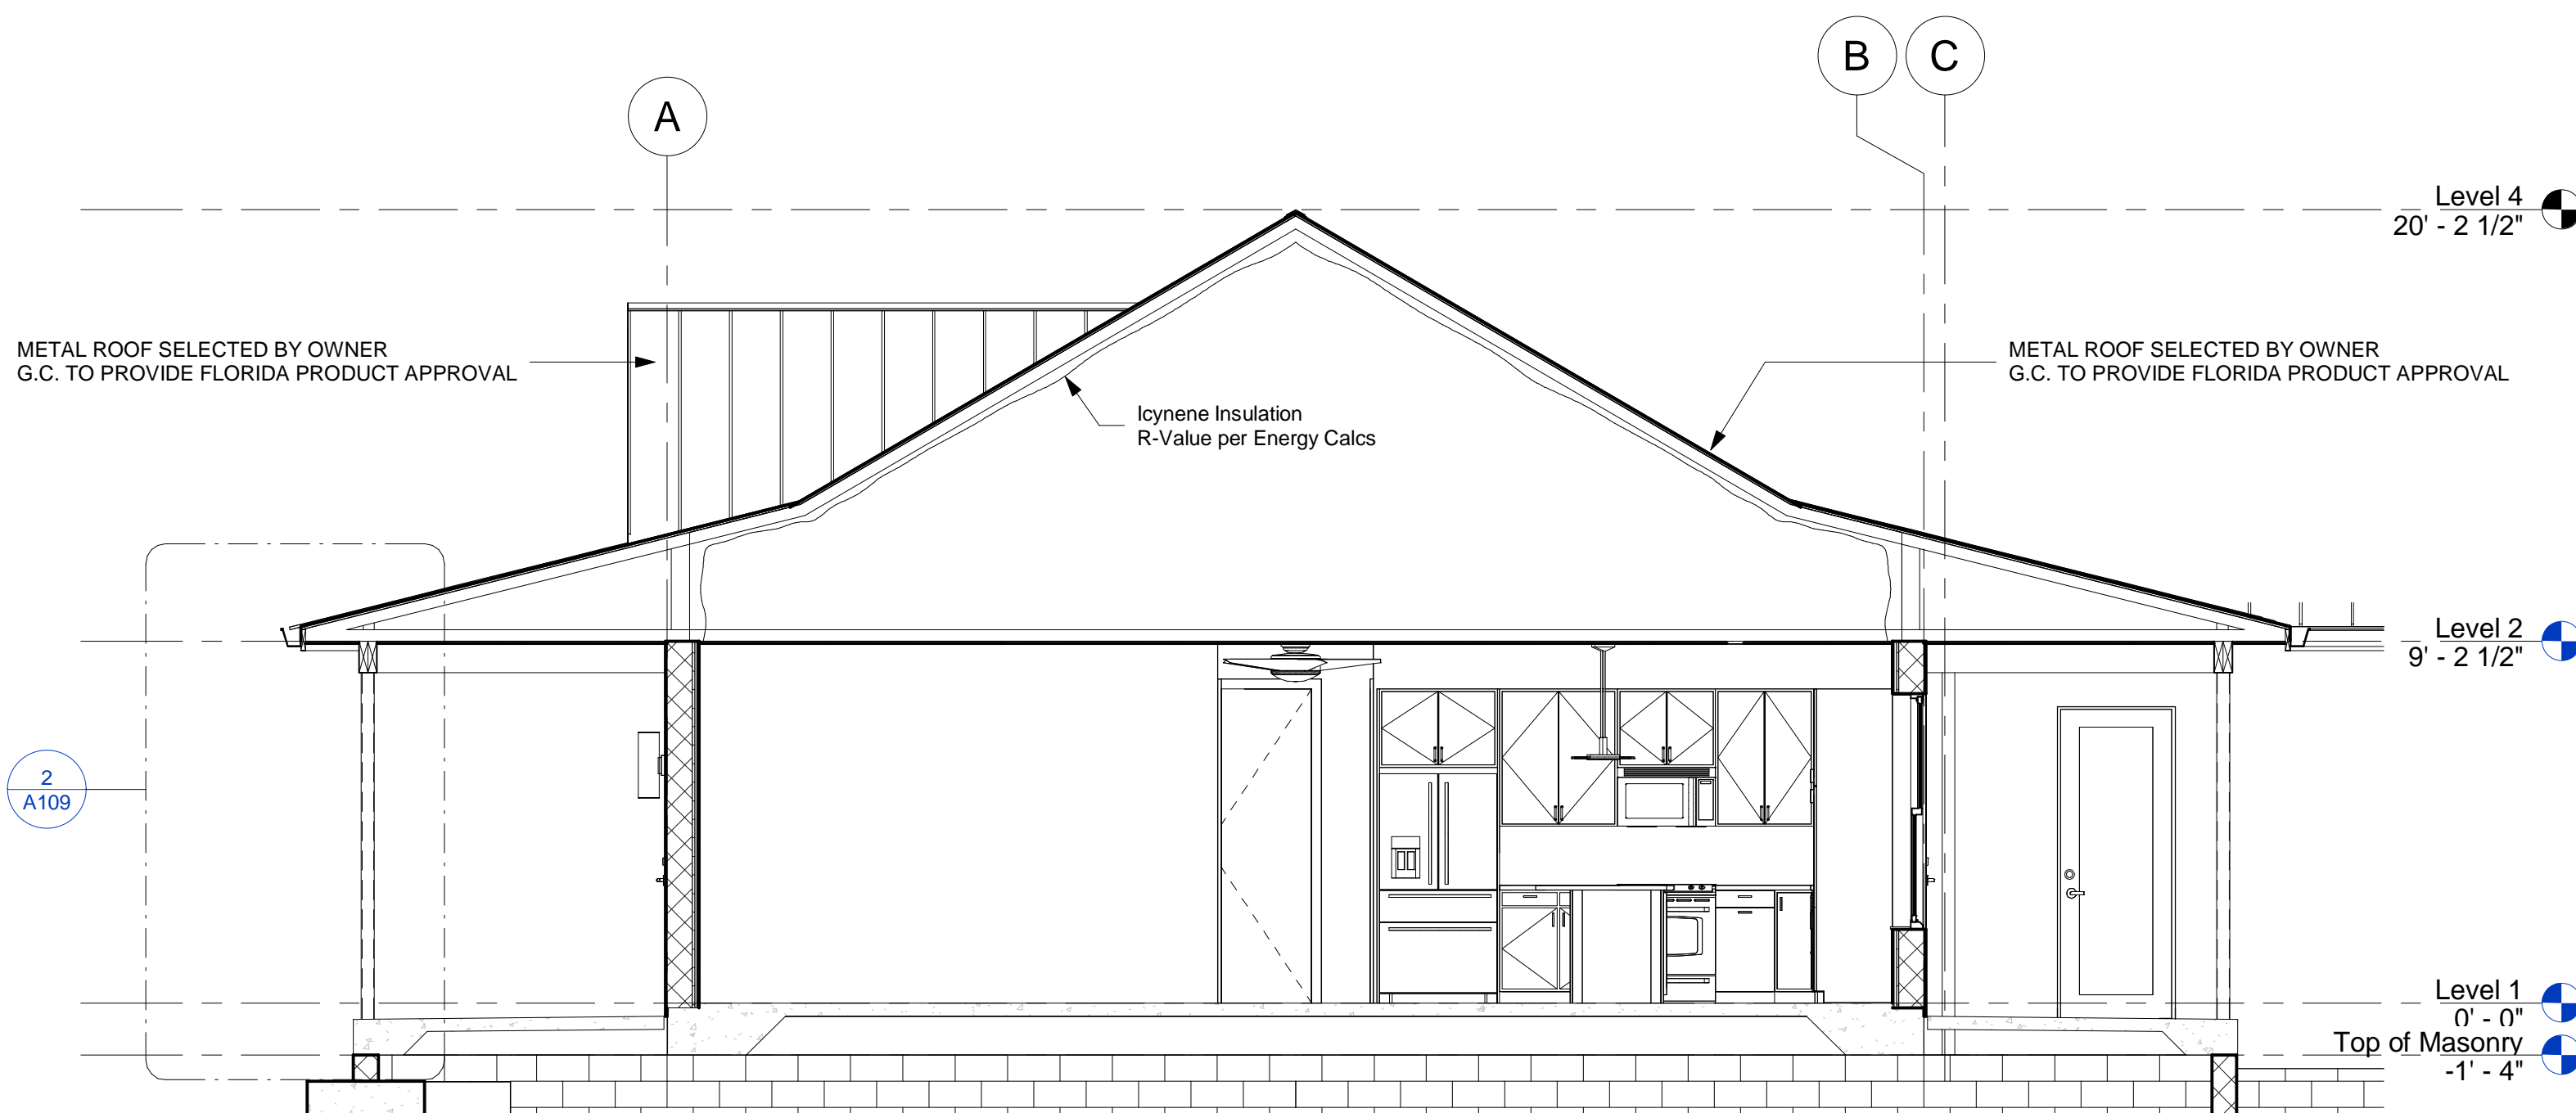 A
B
C
Level 4
20' - 2 1/2"
METAL ROOF SELECTED BY OWNER
G.C. TO PROVIDE FLORIDA PRODUCT APPROVAL
METAL ROOF SELECTED BY OWNER
G.C. TO PROVIDE FLORIDA PRODUCT APPROVAL
Icynene Insulation
R-Value per Energy Calcs
Level 2
9' - 2 1/2"
2
A109
Level 1
0' - 0"
Top of Masonry
-1' - 4"